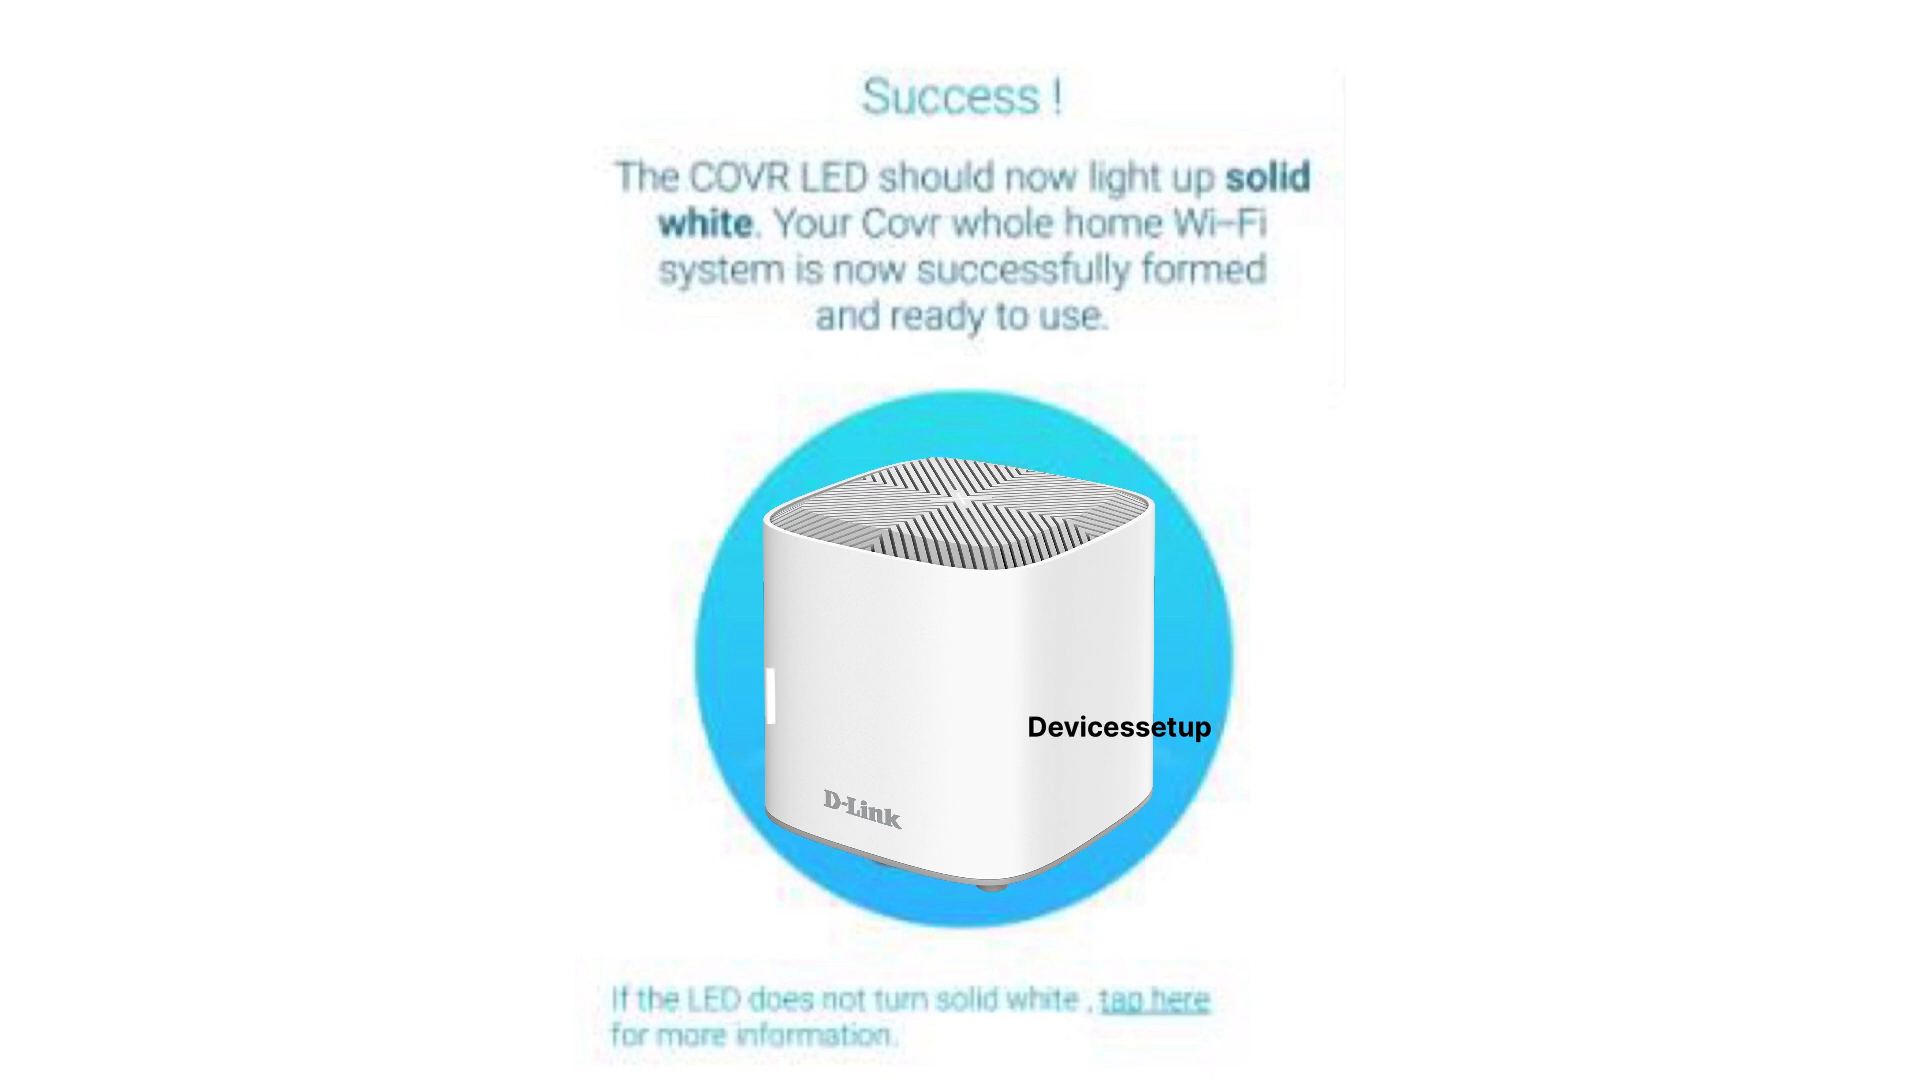 Success !
The COVR LED should now light up solid
white. Your Covr whole home Wi-Fi
system is now successfully formed
and ready to use.
Devicessetup
D-Link
If the LED does not turn solid white , tap here
for more information.